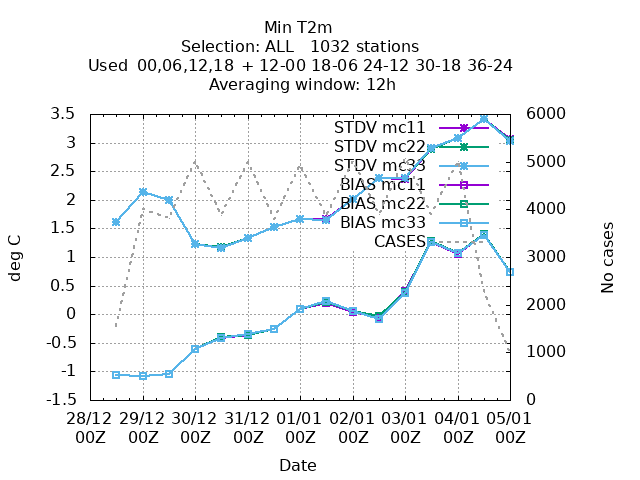 Min T2m
Selection: ALL   1032 stations
Used  00,06,12,18 + 12-00 18-06 24-12 30-18 36-24
Averaging window: 12h
3.5
3
2.5
2
1.5
1
0.5
0
-0.5
-1
-1.5
deg C
6000
5000
4000
3000
2000
1000
0
No cases
STDV mc11
STDV mc22
STDV mc33
BIAS mc11
BIAS mc22
BIAS mc33
CASES
28/12 29/12 30/12 31/12 01/01 02/01 03/01 04/01 05/01
00Z 00Z 00Z 00Z 00Z 00Z 00Z 00Z 00Z
Date